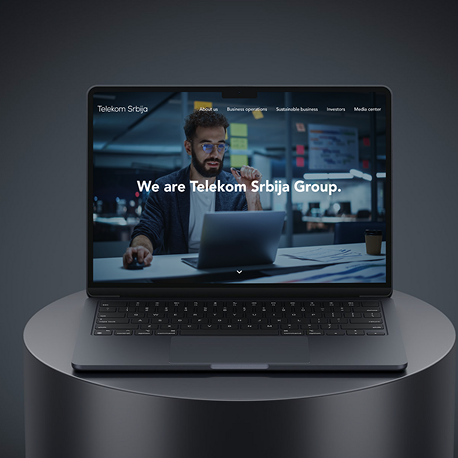 Telekom Srbija
About us
Business operations
Sustainable business
Investors
Media center
We are Telekom Srbija Group.